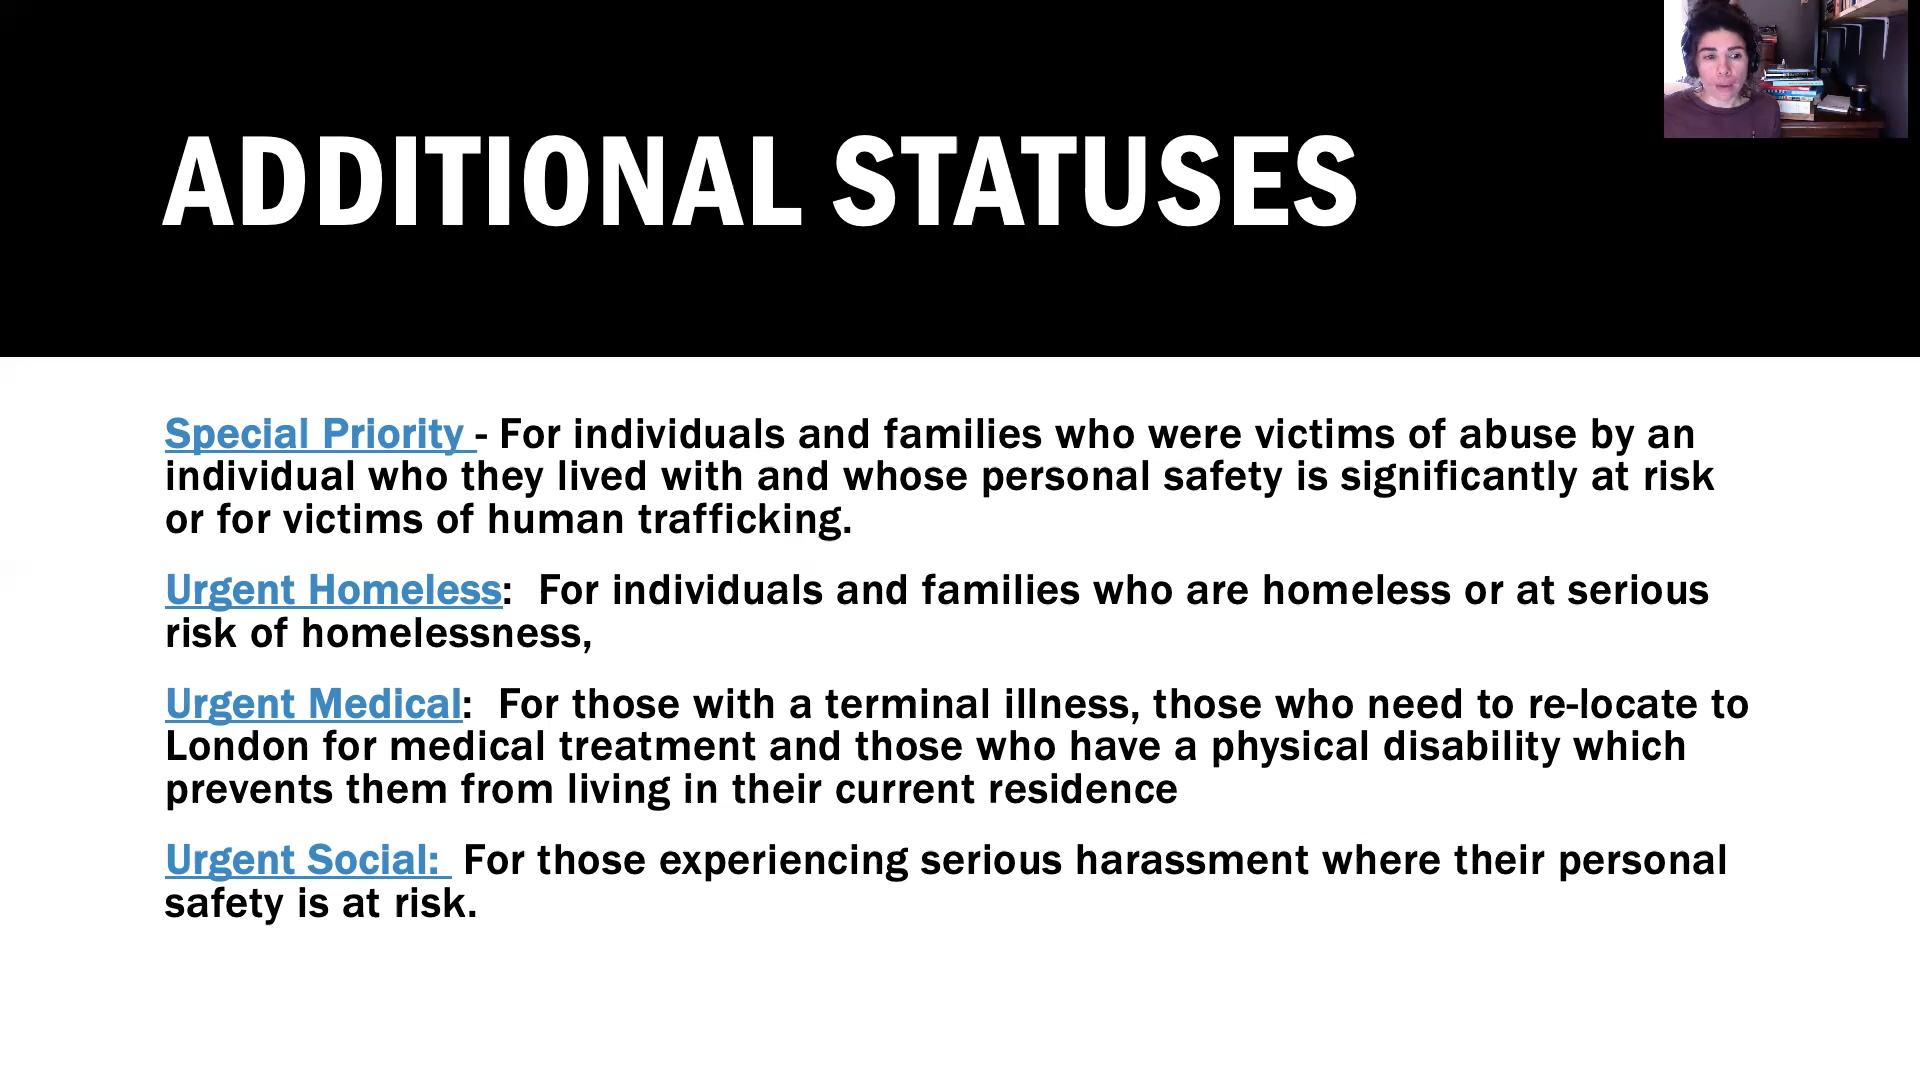 ADDITIONAL STATUSES
Special Priority - For individuals and families who were victims of abuse by an
individual who they lived with and whose personal safety is significantly at risk
or for victims of human trafficking.
Urgent Homeless:  For individuals and families who are homeless or at serious
risk of homelessness,
Urgent Medical:  For those with a terminal illness, those who need to re-locate to
London for medical treatment and those who have a physical disability which
prevents them from living in their current residence
Urgent Social:  For those experiencing serious harassment where their personal
safety is at risk.